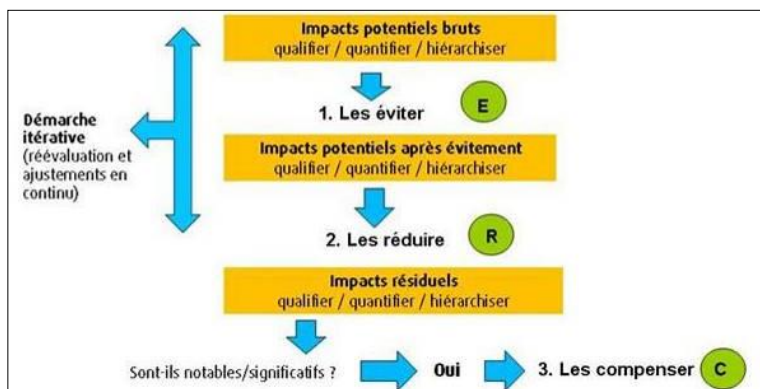 Impacts potentiels bruts
qualifier / quantifier / hiérarchiser
1. Les éviter
E
Démarche
itérative
(réévaluation et
ajustements en
continu)
Impacts potentiels après évitement
qualifier / quantifier / hiérarchiser
2. Les réduire
R
Impacts résiduels
qualifier / quantifier / hiérarchiser
Sont-ils notables/significatifs ?
Oui
3. Les compenser
C